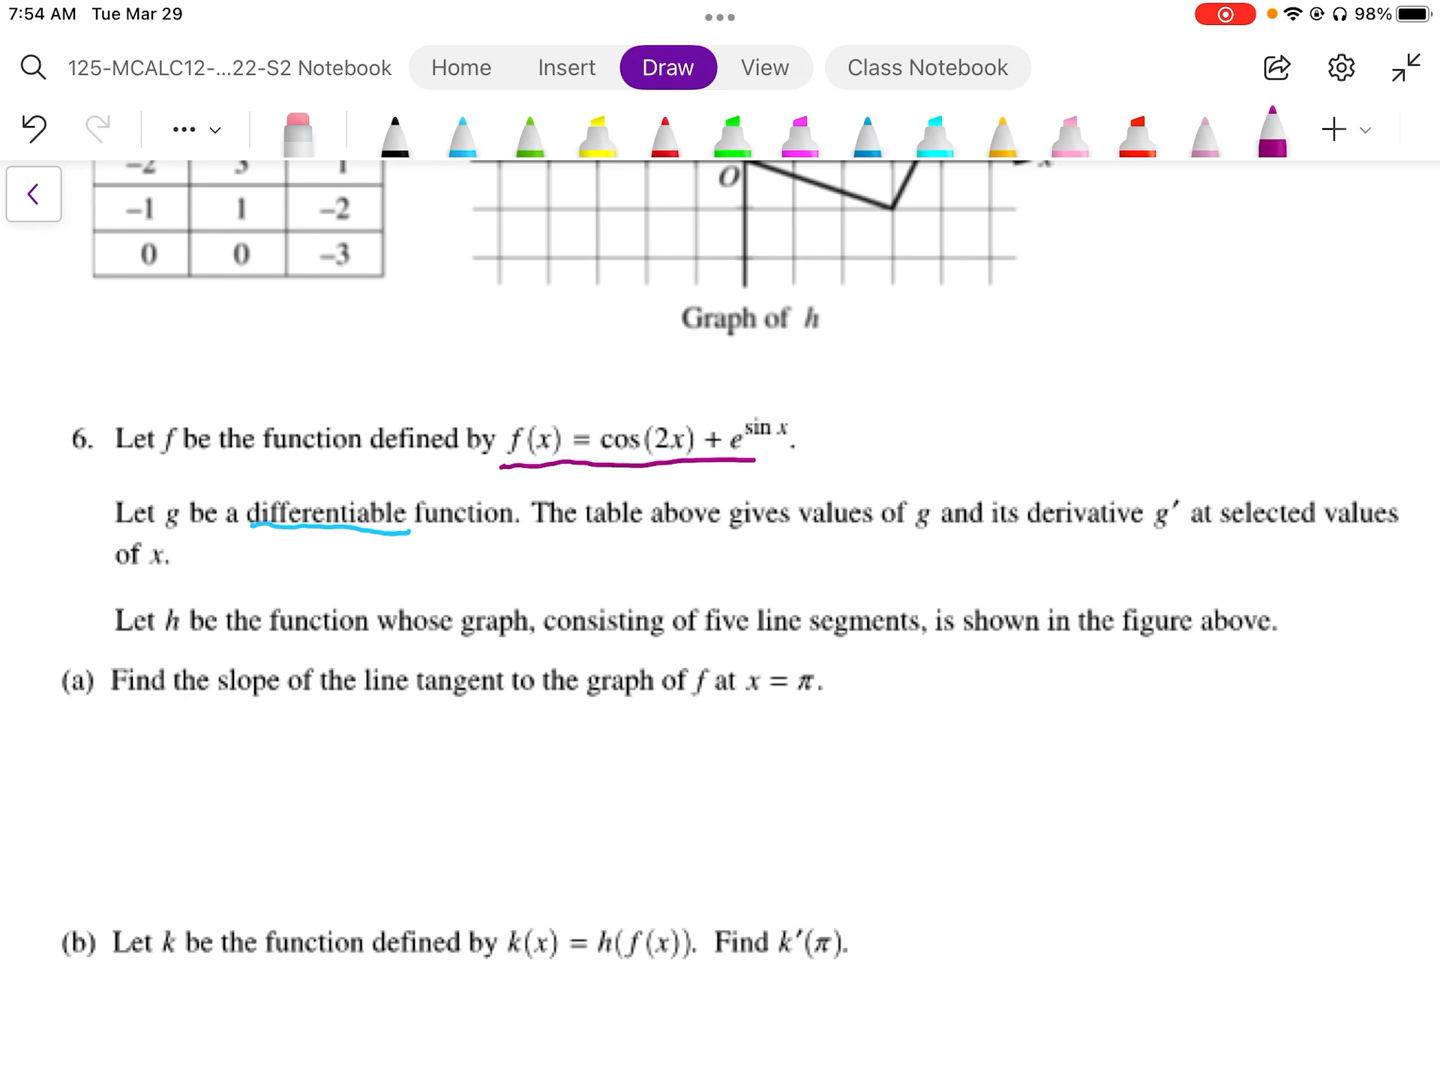 7:54 AM Tue Mar 29
98%
125-MCALC12-...22-S2 Notebook Home Insert Draw View Class Notebook
-2 3 1
-1 1 -2
0 0 -3
O
x
Graph of h
6. Let f be the function defined by f(x) = cos(2x) + e^{sin x}.
Let g be a differentiable function. The table above gives values of g and its derivative g′ at selected values
of x.
Let h be the function whose graph, consisting of five line segments, is shown in the figure above.
(a) Find the slope of the line tangent to the graph of f at x = π.
(b) Let k be the function defined by k(x) = h(f(x)). Find k′(π).